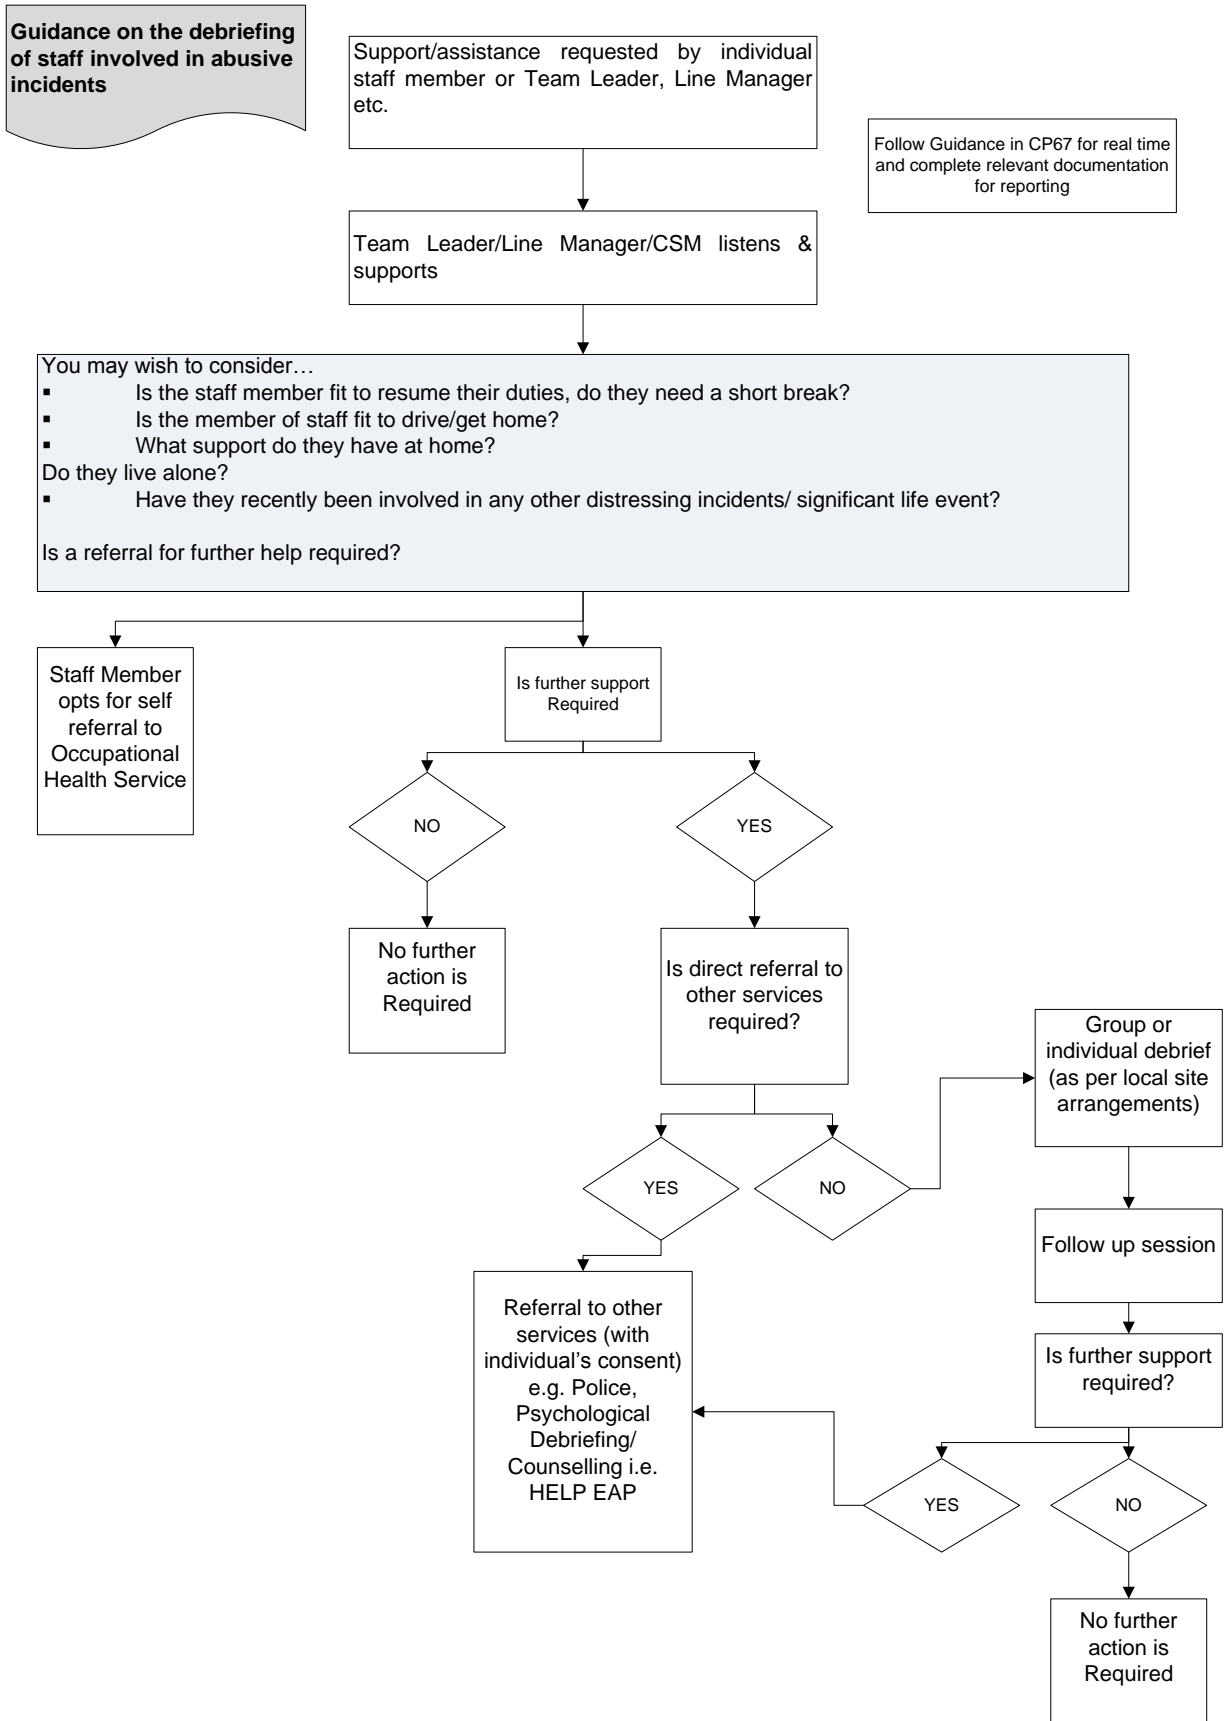 Guidance on the debriefing
of staff involved in abusive
incidents
Support/assistance requested by individual
staff member or Team Leader, Line Manager
etc.
Follow Guidance in CP67 for real time
and complete relevant documentation
for reporting
Team Leader/Line Manager/CSM listens &
supports
You may wish to consider…
▪ Is the staff member fit to resume their duties, do they need a short break?
▪ Is the member of staff fit to drive/get home?
▪ What support do they have at home?
Do they live alone?
▪ Have they recently been involved in any other distressing incidents/ significant life event?
Is a referral for further help required?
Staff Member
opts for self
referral to
Occupational
Health Service
Is further support
Required
NO
YES
No further
action is
Required
Is direct referral to
other services
required?
Group or
individual debrief
(as per local site
arrangements)
YES
NO
Follow up session
Referral to other
services (with
individual's consent)
e.g. Police,
Psychological
Debriefing/
Counselling i.e.
HELP EAP
Is further support
required?
YES
NO
No further
action is
Required